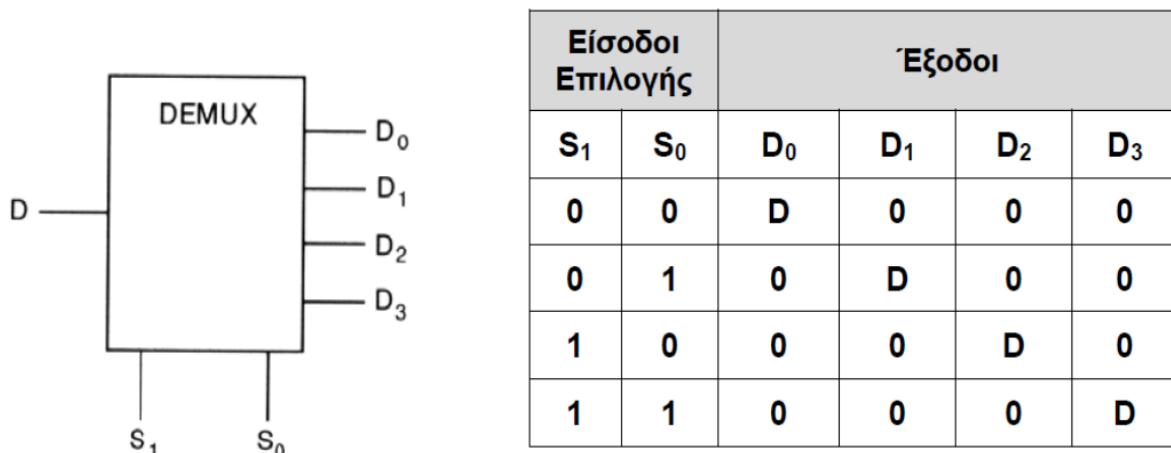 DEMUX
D
D₀
D₁
D₂
D₃
S₁ S₀
Είσοδοι Επιλογής Έξοδοι
S₁ S₀ D₀ D₁ D₂ D₃
0 0 D 0 0 0
0 1 0 D 0 0
1 0 0 0 D 0
1 1 0 0 0 D